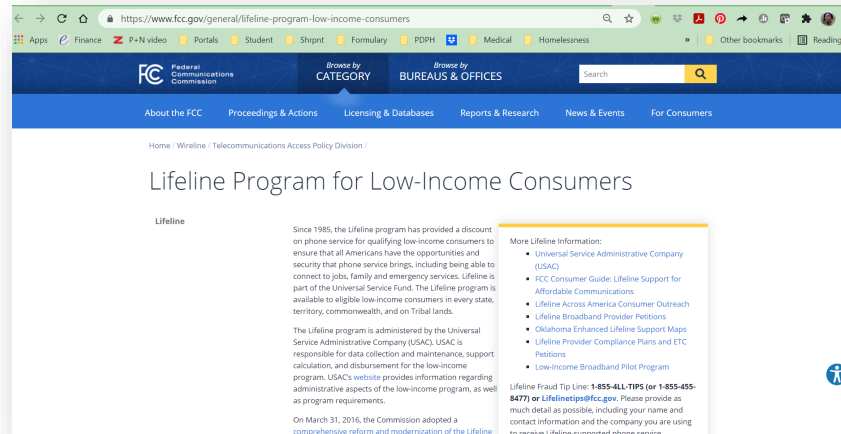 https://www.fcc.gov/general/lifeline-program-low-income-consumers
Apps Finance P+N video Portals Student Shrpnt Formulary PDPH Medical Homelessness » Other bookmarks Reading
Federal
Communications
Commission
Browse by
CATEGORY
Browse by
BUREAUS & OFFICES
Search
About the FCC Proceedings & Actions Licensing & Databases Reports & Research News & Events For Consumers
Home / Wireline / Telecommunications Access Policy Division /
Lifeline Program for Low-Income Consumers
Lifeline
Since 1985, the Lifeline program has provided a discount
on phone service for qualifying low-income consumers to
ensure that all Americans have the opportunities and
security that phone service brings, including being able to
connect to jobs, family and emergency services. Lifeline is
part of the Universal Service Fund. The Lifeline program is
available to eligible low-income consumers in every state,
territory, commonwealth, and on Tribal lands.
The Lifeline program is administered by the Universal
Service Administrative Company (USAC). USAC is
responsible for data collection and maintenance, support
calculation, and disbursement for the low-income
program. USAC's website provides information regarding
administrative aspects of the low-income program, as well
as program requirements.
On March 31, 2016, the Commission adopted a
comprehensive reform and modernization of the Lifeline
More Lifeline Information:
Universal Service Administrative Company
(USAC)
FCC Consumer Guide: Lifeline Support for
Affordable Communications
Lifeline Across America Consumer Outreach
Lifeline Broadband Provider Petitions
Oklahoma Enhanced Lifeline Support Maps
Lifeline Provider Compliance Plans and ETC
Petitions
Low-Income Broadband Pilot Program
Lifeline Fraud Tip Line: 1-855-4LL-TIPS (or 1-855-455-
8477) or Lifelinetips@fcc.gov. Please provide as
much detail as possible, including your name and
contact information and the company you are using
to receive Lifeline-supported phone service